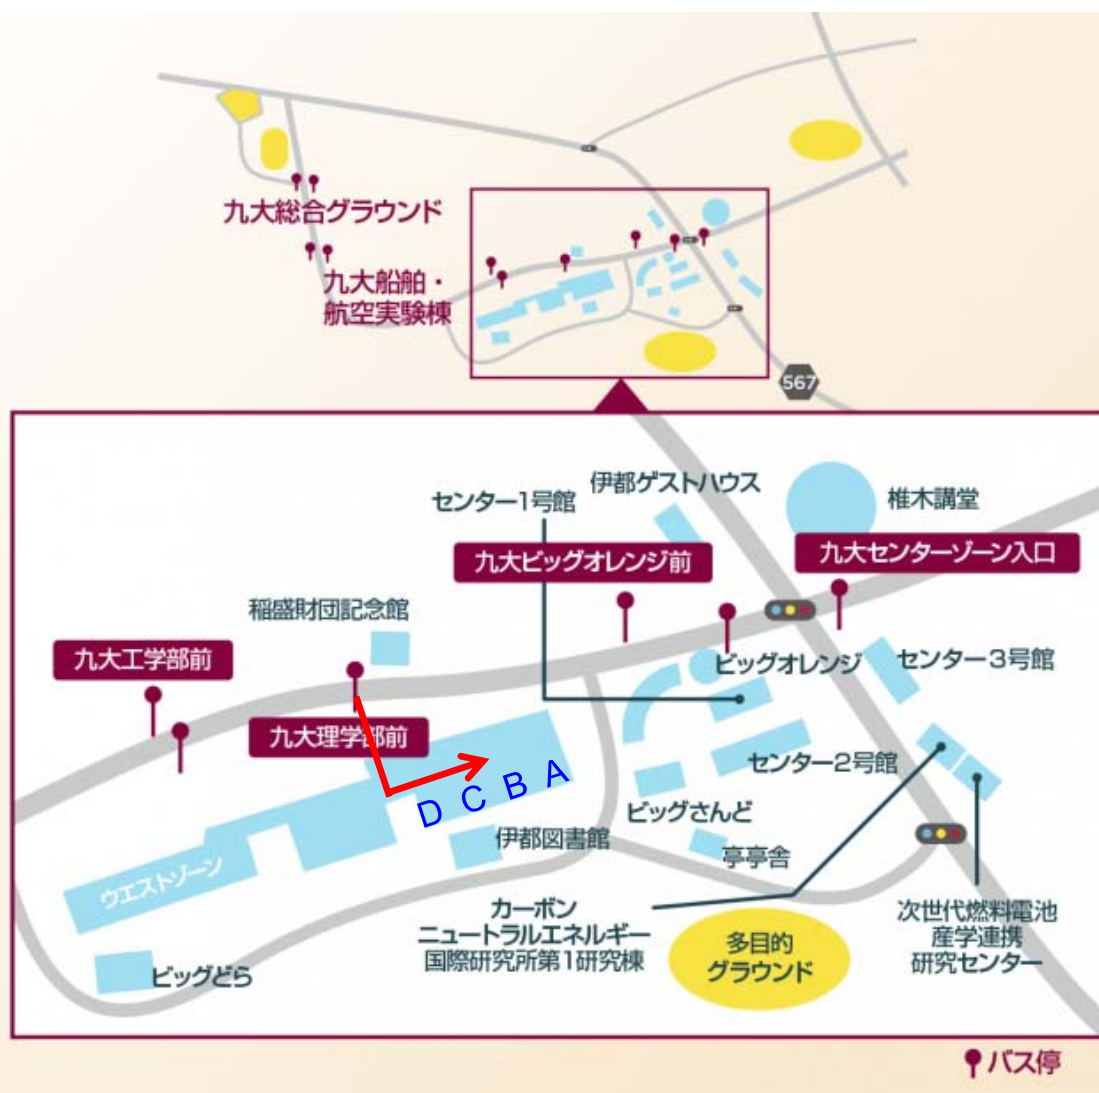 九大総合グラウンド
九大船舶・
航空実験棟
567
伊都ゲストハウス
センター1号館
椎木講堂
九大ビッグオレンジ前
九大センターゾーン入口
稲盛財団記念館
九大工学部前
ビッグオレンジ
センター3号館
九大理学部前
センター2号館
D C B A
ビッグさんど
伊都図書館
亭亭舎
ウエストゾーン
カーボン
ニュートラルエネルギー
国際研究所第1研究棟
次世代燃料電池
産学連携
研究センター
多目的
グラウンド
ビッグどら
バス停